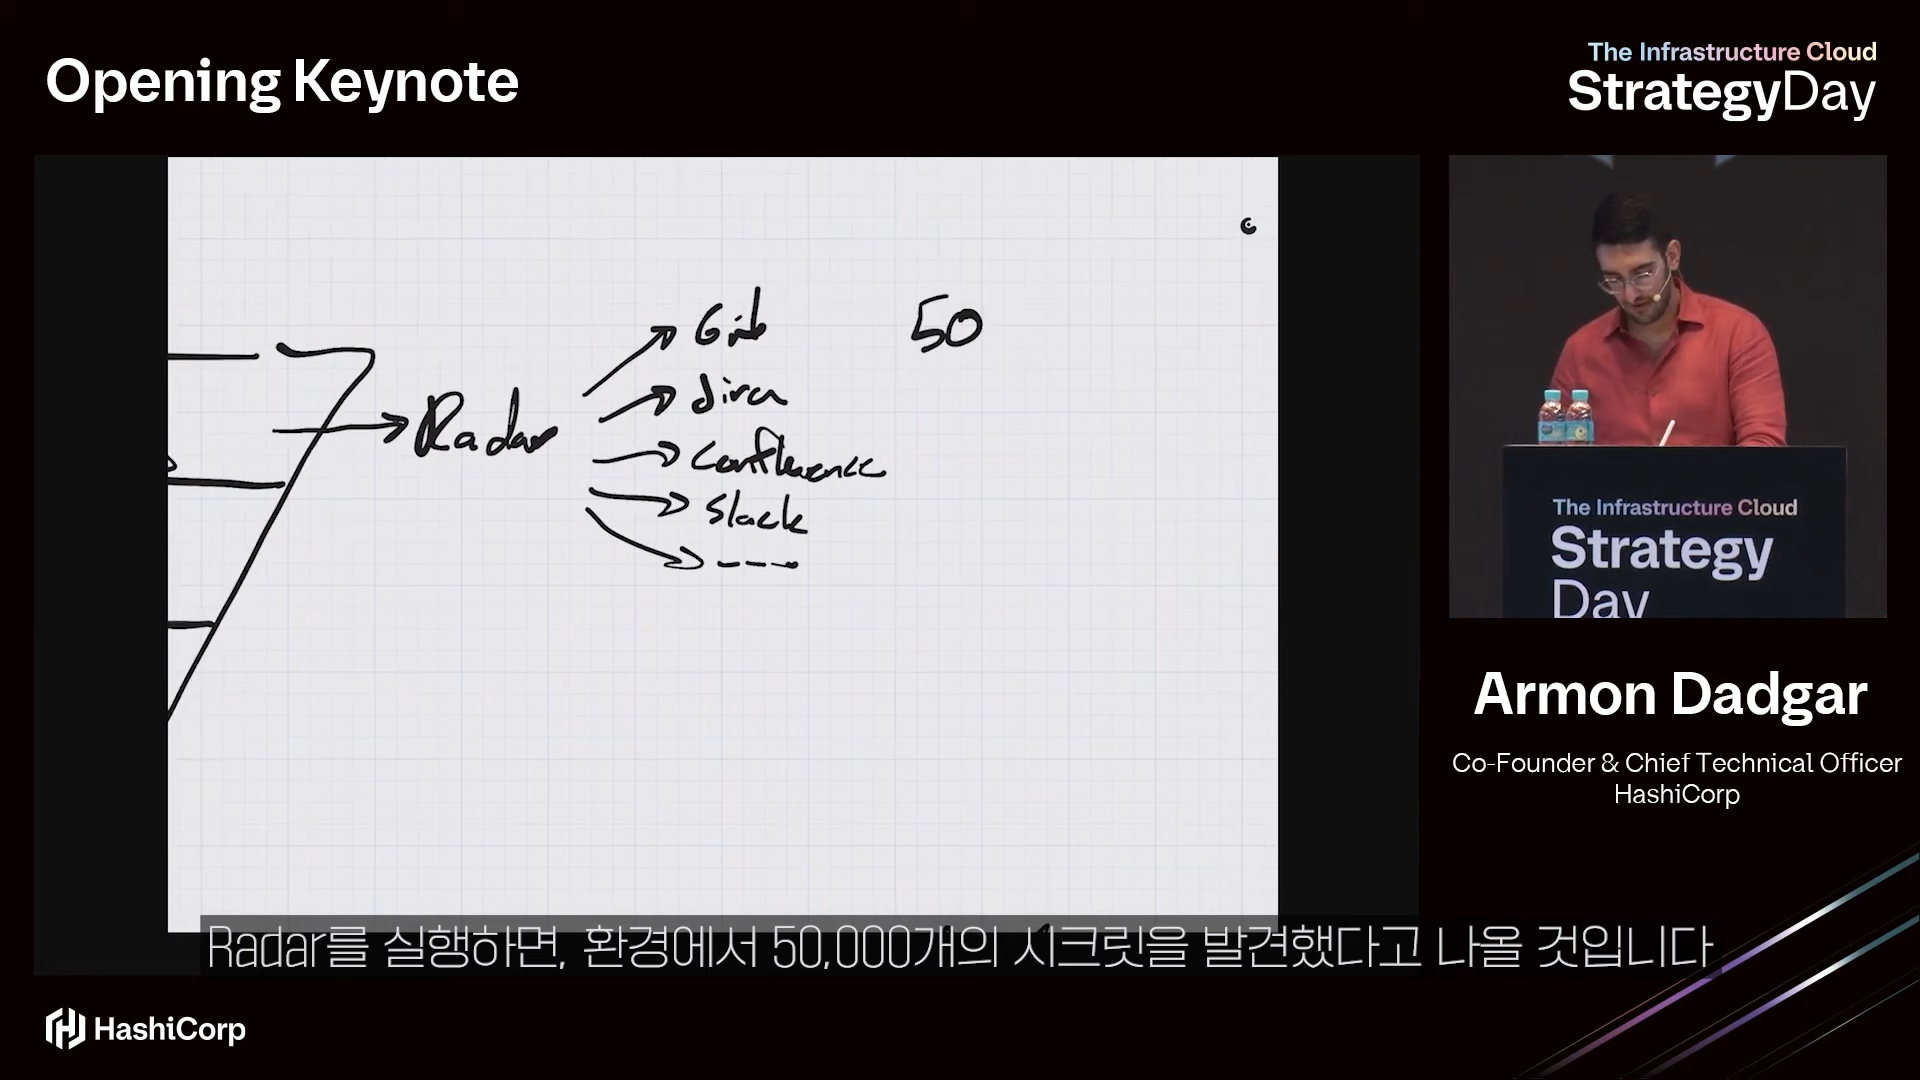 Opening Keynote
The Infrastructure Cloud
StrategyDay
Git
50
Jira
Radar
Confluence
Slack
----
The Infrastructure Cloud
Strategy
Day
Armon Dadgar
Co-Founder & Chief Technical Officer
HashiCorp
Radar를 실행하면, 환경에서 50,000개의 시크릿을 발견했다고 나올 것입니다
HashiCorp